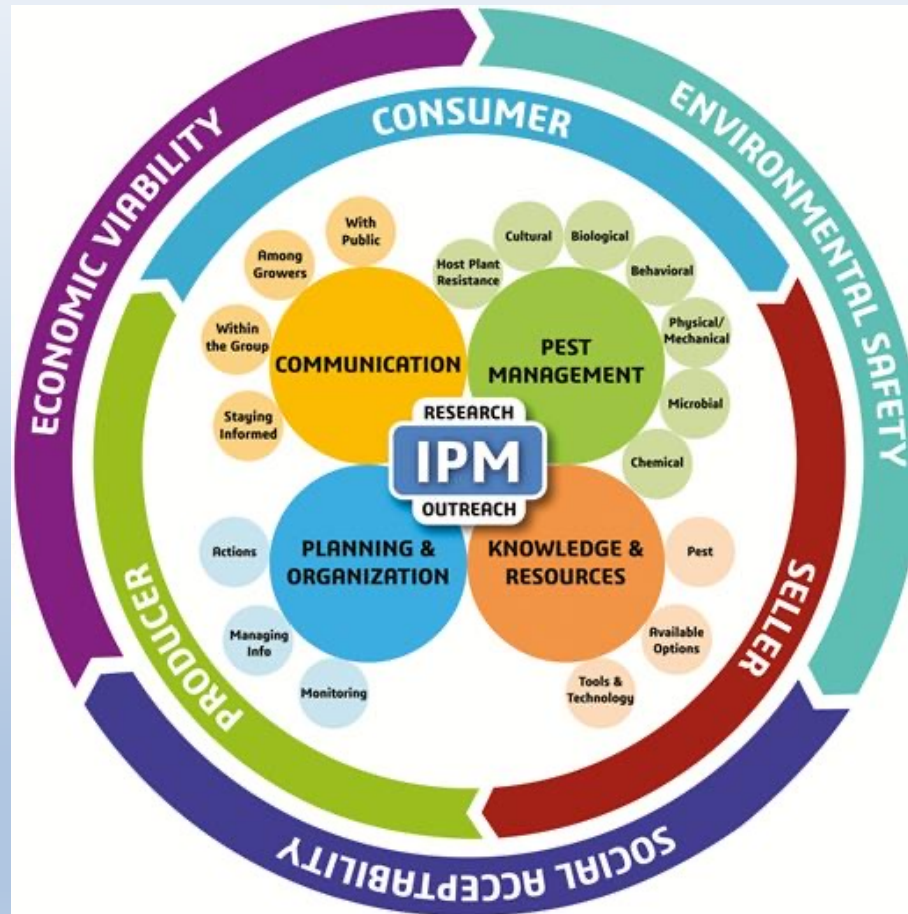 ECONOMIC VIABILITY
ENVIRONMENTAL SAFETY
SOCIAL ACCEPTABILITY
CONSUMER
SELLER
PRODUCER
With
Public
Among
Growers
Within
the Group
Staying
Informed
COMMUNICATION
Host Plant
Resistance
Cultural
Biological
Behavioral
Physical/
Mechanical
Microbial
Chemical
PEST
MANAGEMENT
RESEARCH
IPM
OUTREACH
Actions
Managing
Info
Monitoring
PLANNING &
ORGANIZATION
KNOWLEDGE &
RESOURCES
Pest
Available
Options
Tools &
Technology